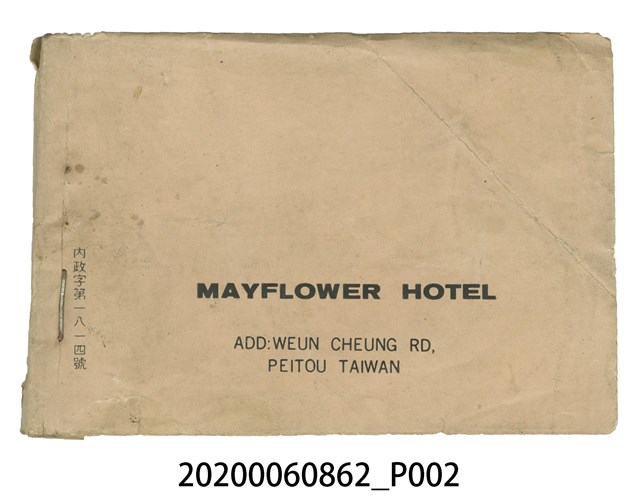 內政字第一八一四號
MAYFLOWER HOTEL
ADD:WEUN CHEUNG RD,
PEITOU TAIWAN
20200060862_P002